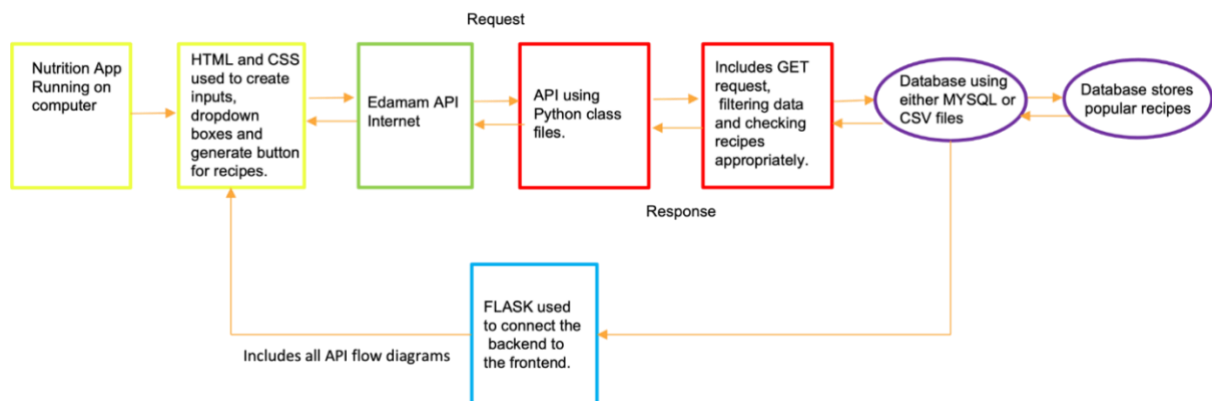 Request
Nutrition App
Running on
computer
HTML and CSS
used to create
inputs,
dropdown
boxes and
generate button
for recipes.
Edamam API
Internet
API using
Python class
files.
Includes GET
request,
filtering data
and checking
recipes
appropriately.
Database using
either MYSQL or
CSV files
Database stores
popular recipes
Response
FLASK used
to connect the
backend to
the frontend.
Includes all API flow diagrams